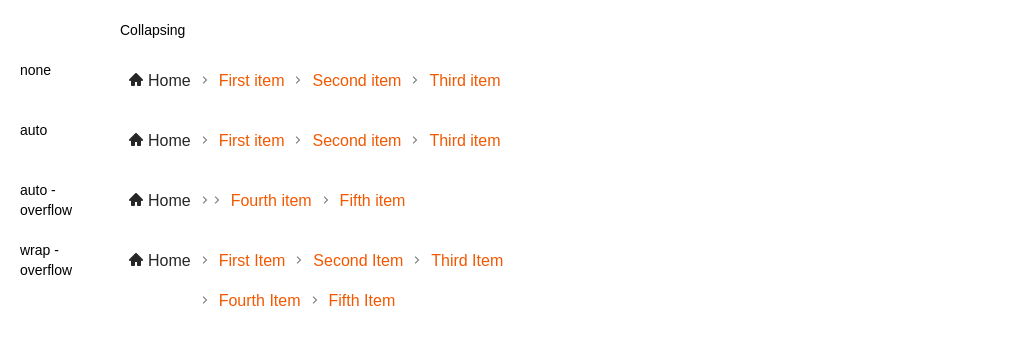 Collapsing
none
Home First item Second item Third item
auto
Home First item Second item Third item
auto -
overflow
Home Fourth item Fifth item
wrap -
overflow
Home First Item Second Item Third Item
Fourth Item Fifth Item